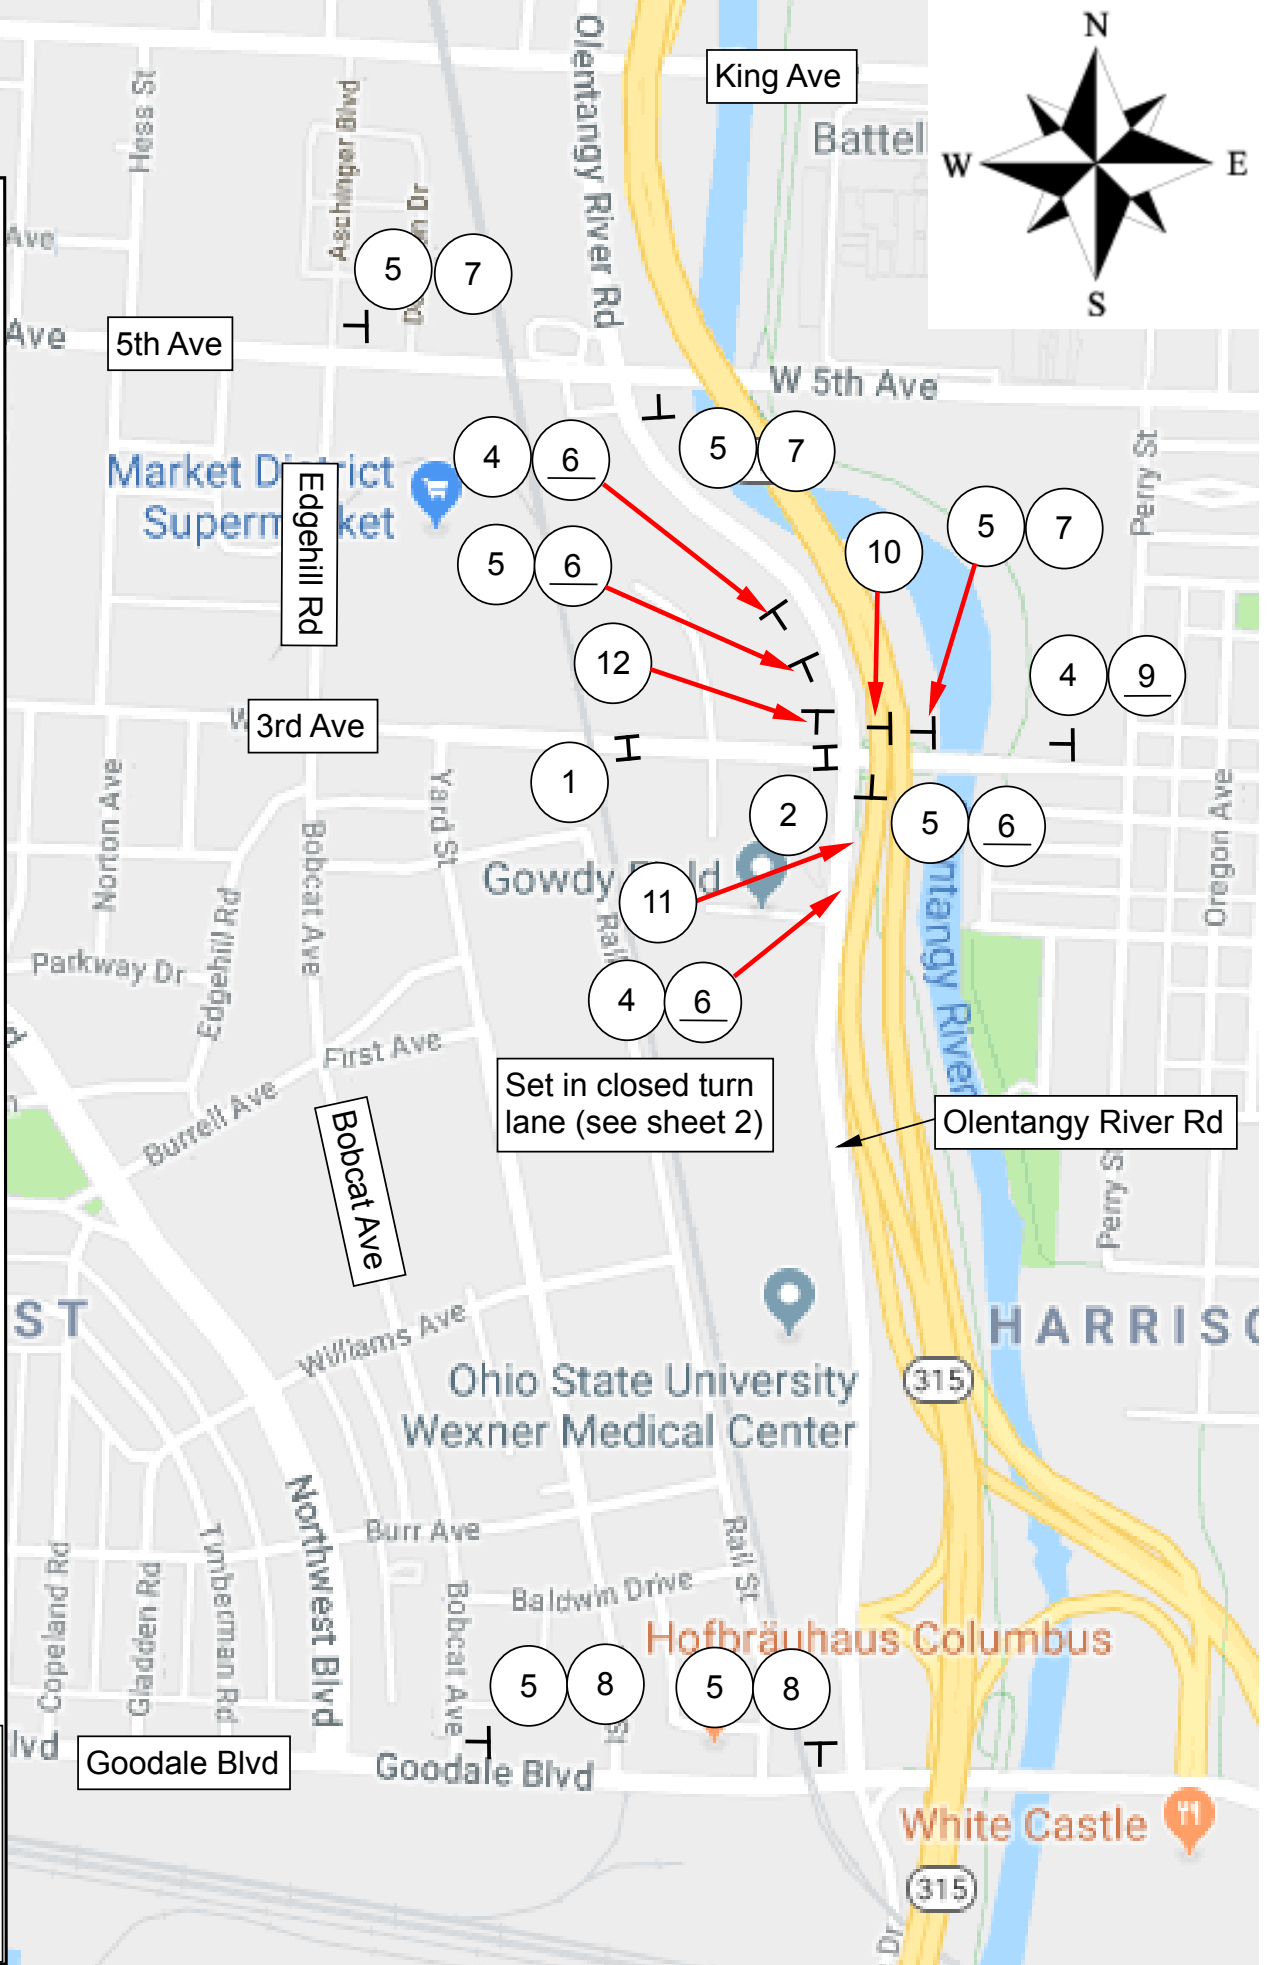 N
W
E
S
King Ave
Olentangy River Rd
Hess St
Aschinger Blvd
Battel
Ave
5
7
Ave
5th Ave
W 5th Ave
Market District
Supermarket
Edgehill Rd
4
6
5
7
5
6
10
5
7
Perry St
12
4
9
W
3rd Ave
1
2
5
6
Norton Ave
Yard St
Bobcat Ave
Edgehill Rd
Gowdy Field
11
Rail
Oregon Ave
ntangy River
Parkway Dr
4
6
First Ave
Burrell Ave
Set in closed turn
lane (see sheet 2)
Olentangy River Rd
Bobcat Ave
Perry S
ST
HARRISO
Williams Ave
Ohio State University
Wexner Medical Center
315
Northwest Blvd
Burr Ave
Rail St
Baldwin Drive
Copeland Rd
Gladden Rd
Timberman Rd
Bobcat Ave
Hofbräuhaus Columbus
5
8
5
8
St
lvd
Goodale Blvd
Goodale Blvd
White Castle
315
Dr